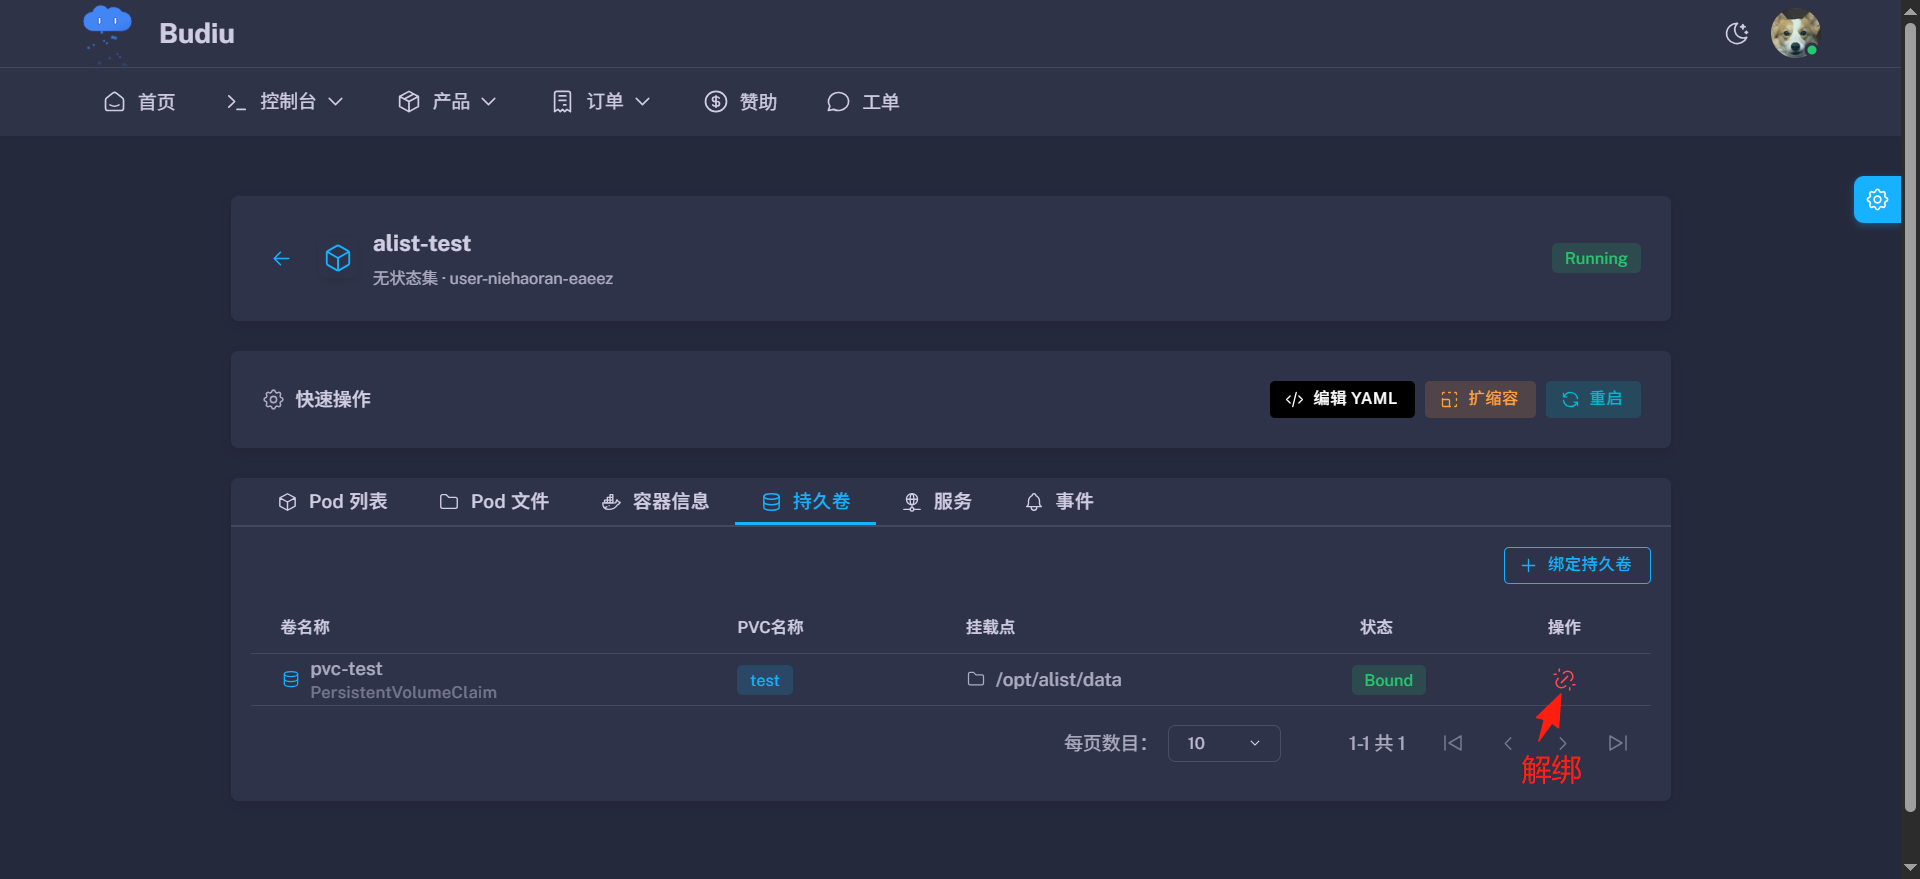 Budiu
首页
控制台
产品
订单
赞助
工单
alist-test
无状态集 · user-niehaoran-eaeez
Running
快速操作
编辑 YAML
扩缩容
重启
Pod 列表
Pod 文件
容器信息
持久卷
服务
事件
绑定持久卷
卷名称
PVC名称
挂载点
状态
操作
pvc-test
PersistentVolumeClaim
test
/opt/alist/data
Bound
每页数目：
10
1-1 共 1
解绑